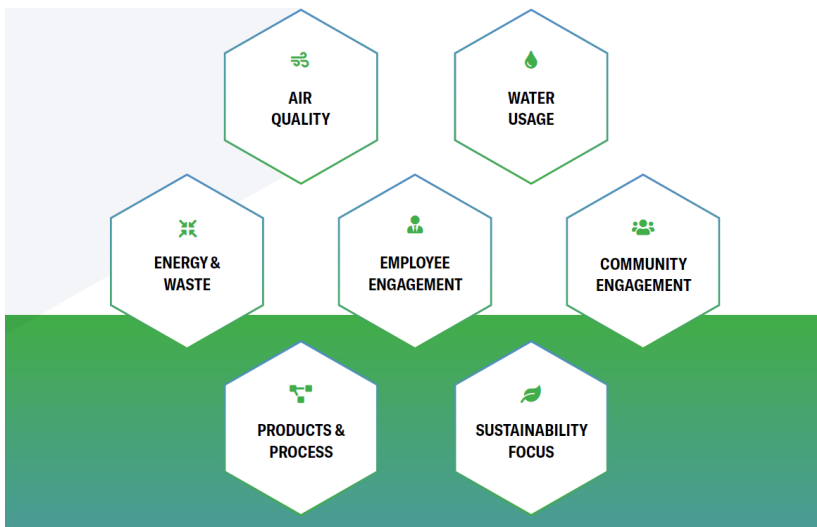 AIR
QUALITY
WATER
USAGE
ENERGY &
WASTE
EMPLOYEE
ENGAGEMENT
COMMUNITY
ENGAGEMENT
PRODUCTS &
PROCESS
SUSTAINABILITY
FOCUS